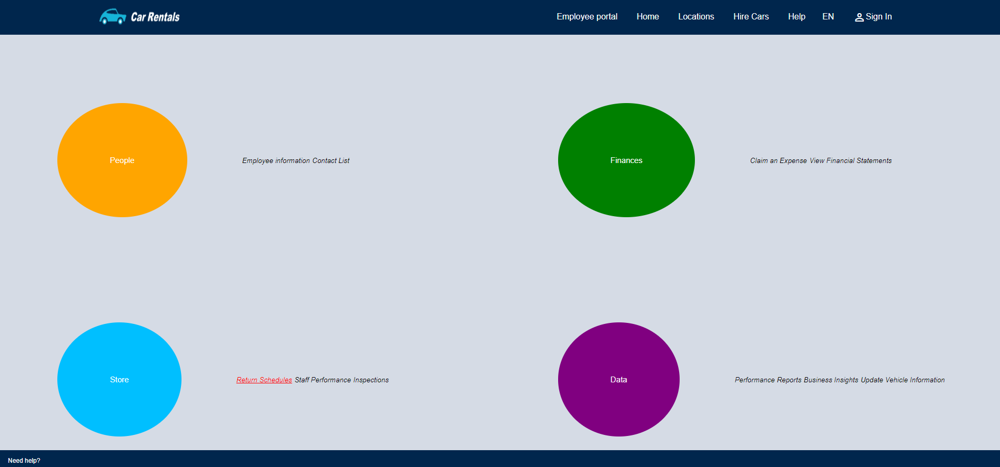 Car Rentals
Employee portal Home Locations Hire Cars Help EN Sign In
People
Employee information Contact List
Finances
Claim an Expense View Financial Statements
Store
Return Schedules Staff Performance Inspections
Data
Performance Reports Business Insights Update Vehicle Information
Need help?